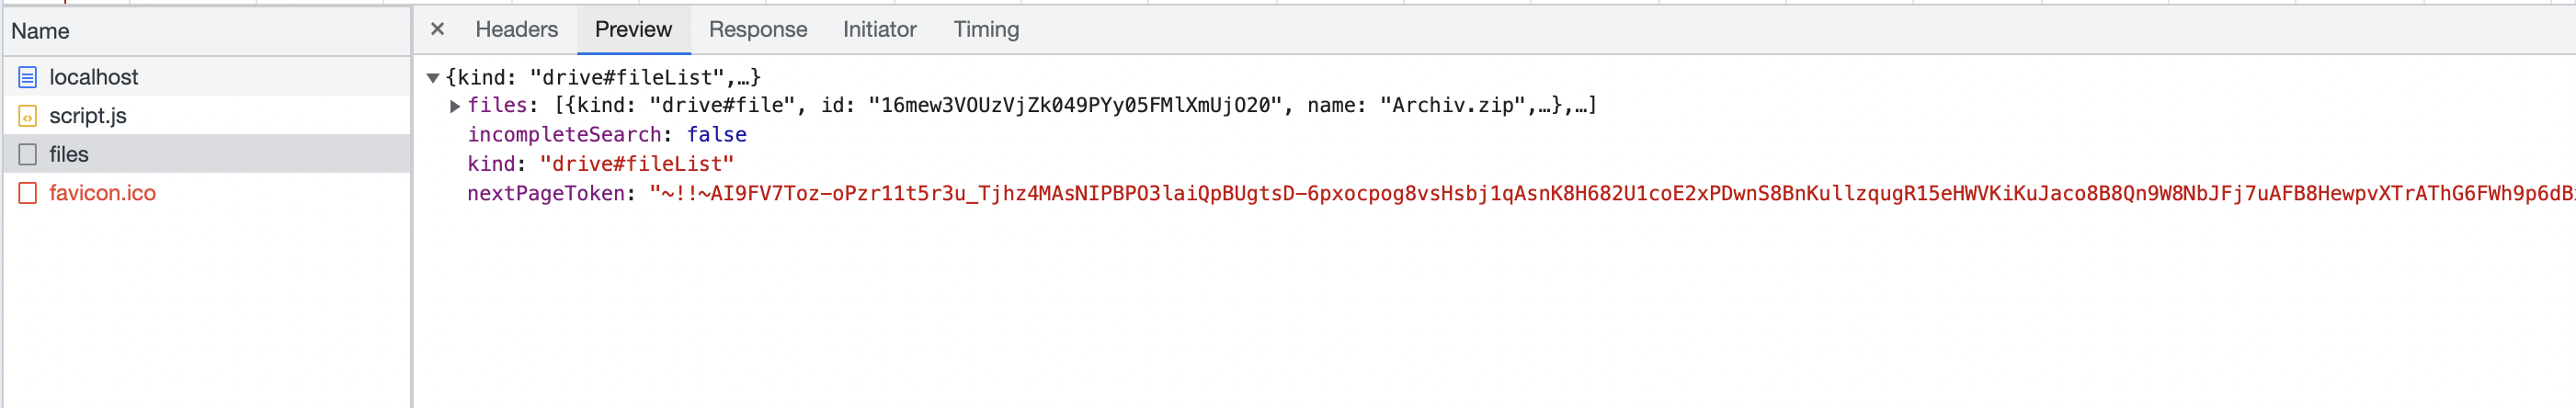 Name
localhost
script.js
files
favicon.ico
× Headers Preview Response Initiator Timing
▼{kind: "drive#fileList",…}
▶files: [{kind: "drive#file", id: "16mew3VOUzVjZk049PYy05FMlXmUjO20", name: "Archiv.zip",…},…]
incompleteSearch: false
kind: "drive#fileList"
nextPageToken: "~!!~AI9FV7Toz-oPzr11t5r3u_Tjhz4MAsNIPBPO3laiQpBUgtsD-6pxocpog8vsHsbj1qAsnK8H682U1coE2xPDwnS8BnKullzqugR15eHWVKiKuJaco8B8Qn9W8NbJFj7uAFB8HewpvXTrAThG6FWh9p6dB